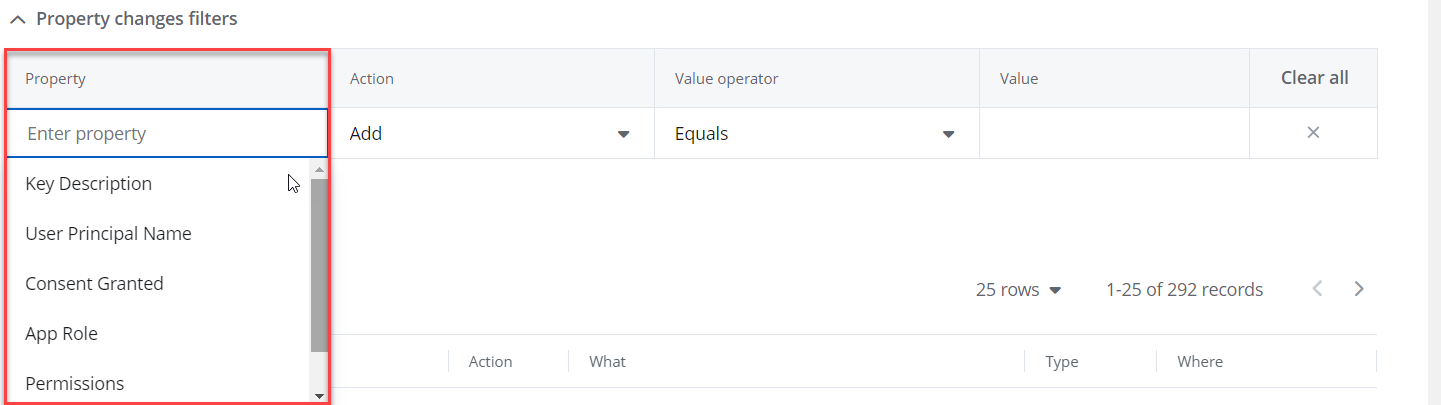 Property changes filters
Property Action Value operator Value Clear all
Enter property Add Equals
Key Description
User Principal Name
Consent Granted
25 rows 1-25 of 292 records
App Role
Action What Type Where
Permissions